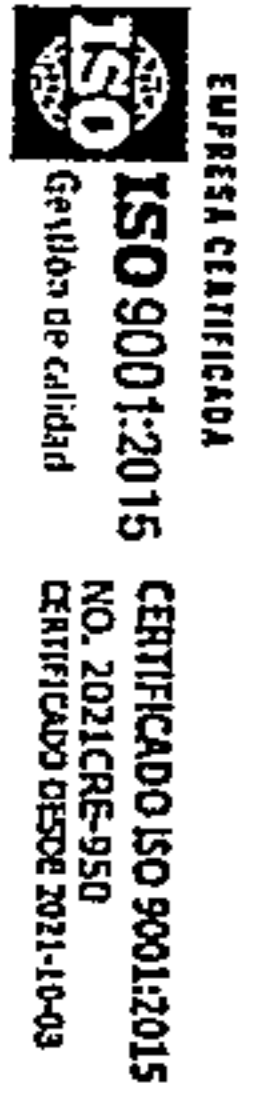 EMPRESA CERTIFICADA
ISO
ISO 9001:2015
Gestión de calidad
CERTIFICADO ISO 9001:2015
NO. 2021CRE-950
CERTIFICADO DESDE 2021-10-03